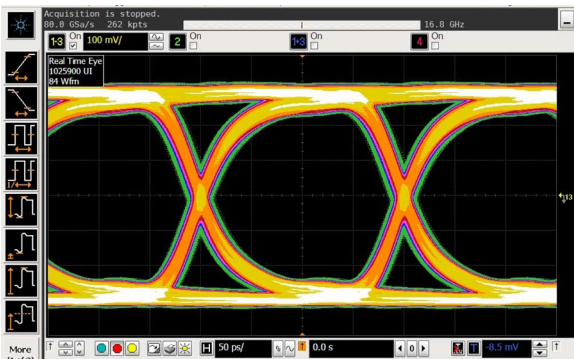 Acquisition is stopped.
80.0 GSa/s 262 kpts 16.8 GHz
1-3 On 100 mV/ 2 On 1-3 On 4 On
Real Time Eye
1025900 UI
84 Wfm
13
More
H 50 ps/ 0.0 s 0 T -8.5 mV T